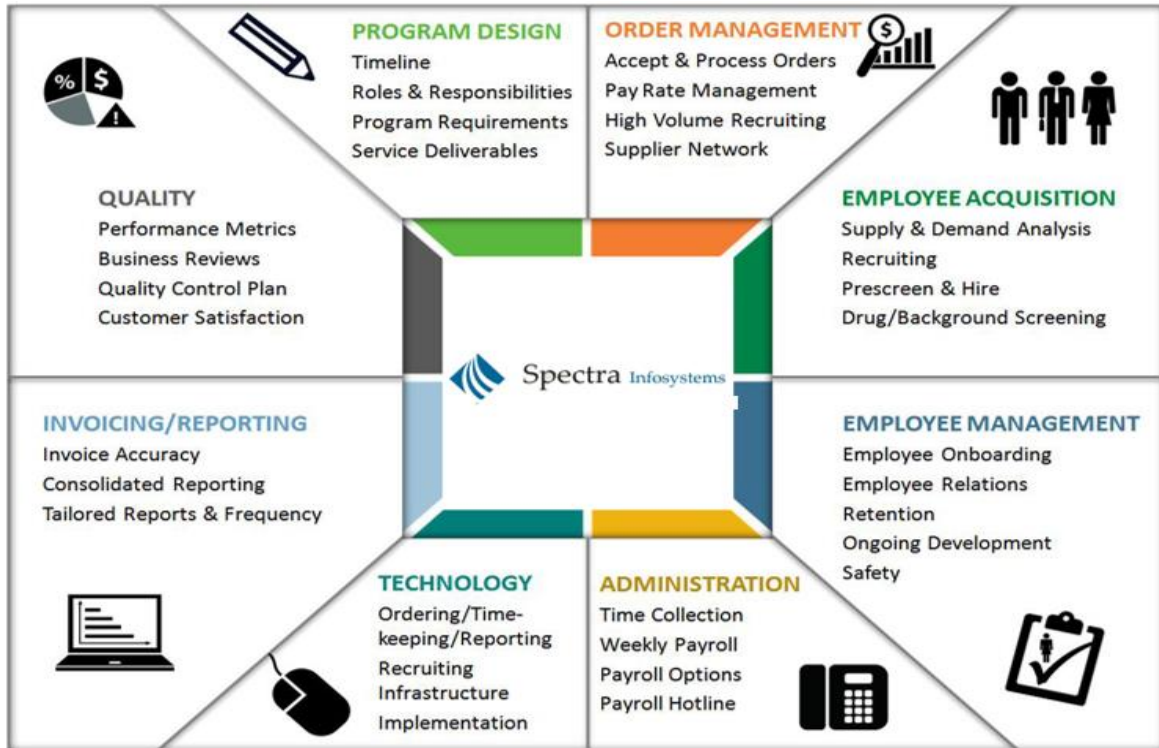 PROGRAM DESIGN
Timeline
Roles & Responsibilities
Program Requirements
Service Deliverables
ORDER MANAGEMENT
$
Accept & Process Orders
Pay Rate Management
High Volume Recruiting
Supplier Network
% $
!
QUALITY
Performance Metrics
Business Reviews
Quality Control Plan
Customer Satisfaction
EMPLOYEE ACQUISITION
Supply & Demand Analysis
Recruiting
Prescreen & Hire
Drug/Background Screening
Spectra Infosystems
INVOICING/REPORTING
Invoice Accuracy
Consolidated Reporting
Tailored Reports & Frequency
EMPLOYEE MANAGEMENT
Employee Onboarding
Employee Relations
Retention
Ongoing Development
Safety
TECHNOLOGY
Ordering/Time-
keeping/Reporting
Recruiting
Infrastructure
Implementation
ADMINISTRATION
Time Collection
Weekly Payroll
Payroll Options
Payroll Hotline